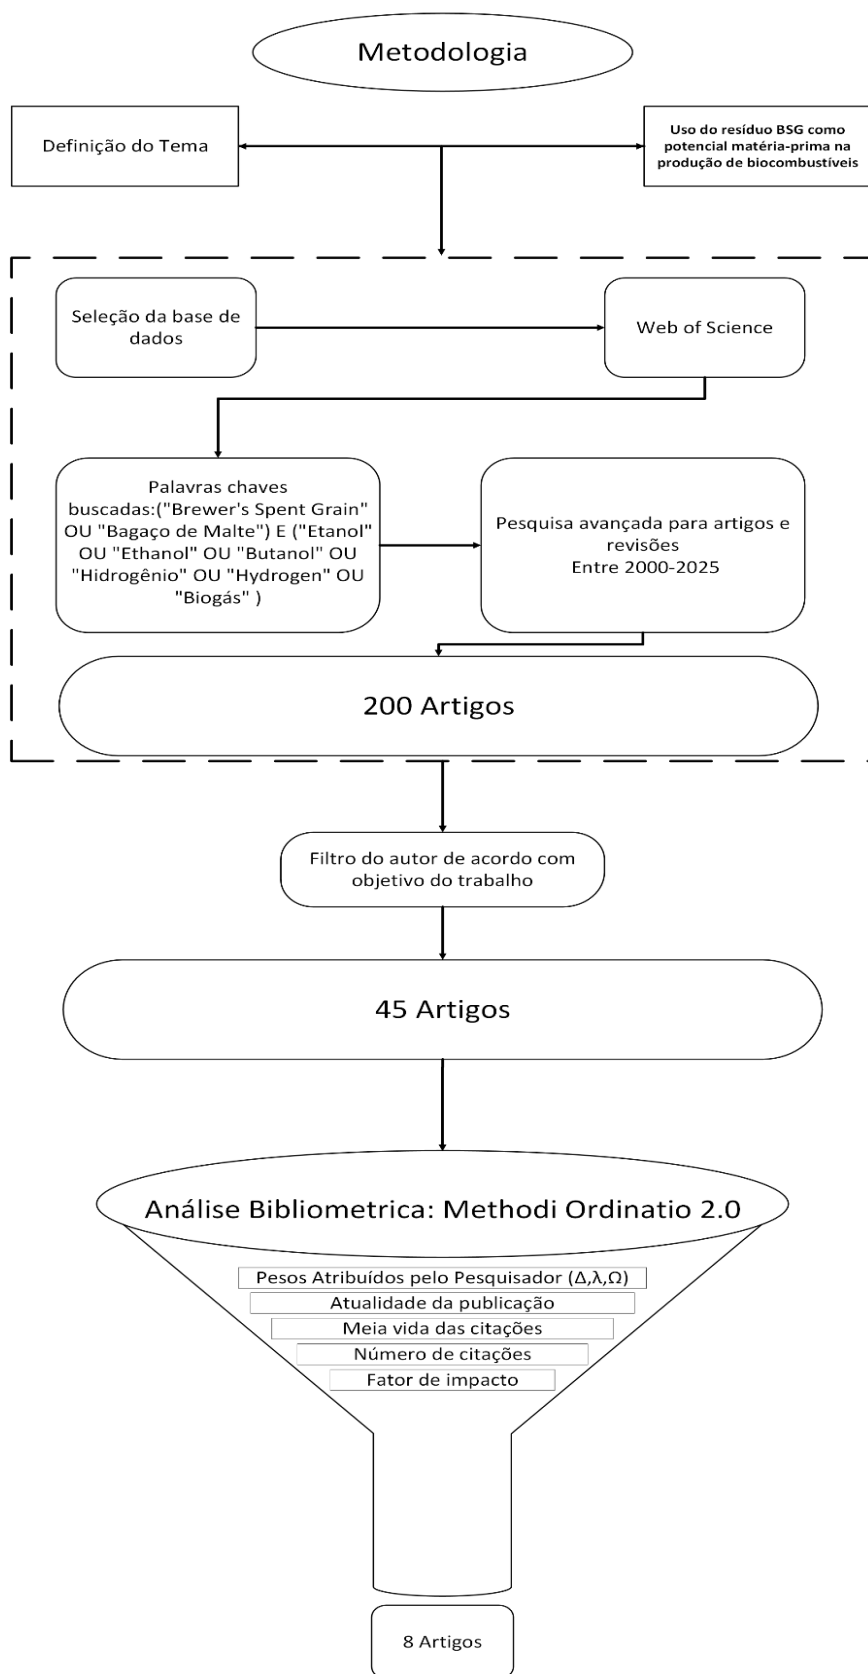 Metodologia
Definição do Tema
Uso do resíduo BSG como
potencial matéria-prima na
produção de biocombustíveis
Seleção da base de
dados
Web of Science
Palavras chaves
buscadas:("Brewer's Spent Grain"
OU "Bagaço de Malte") E ("Etanol"
OU "Ethanol" OU "Butanol" OU
"Hidrogênio" OU "Hydrogen" OU
"Biogás" )
Pesquisa avançada para artigos e
revisões
Entre 2000-2025
200 Artigos
Filtro do autor de acordo com
objetivo do trabalho
45 Artigos
Análise Bibliometrica: Methodi Ordinatio 2.0
Pesos Atribuídos pelo Pesquisador (Δ,λ,Ω)
Atualidade da publicação
Meia vida das citações
Número de citações
Fator de impacto
8 Artigos